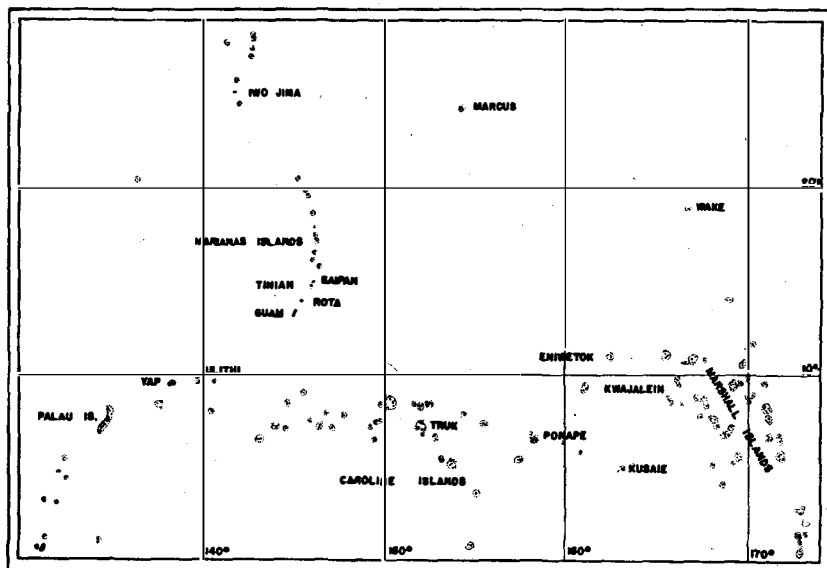 IWO JIMA
MARCUS
20°
WAKE
MARIANAS ISLANDS
SAIPAN
TINIAN
ROTA
GUAM
ENIWETOK
ULITHI
10°
YAP
KWAJALEIN
MARSHALL ISLANDS
PALAU IS.
TRUK
PONAPE
KUSAIE
CAROLINE ISLANDS
140°
150°
160°
170°